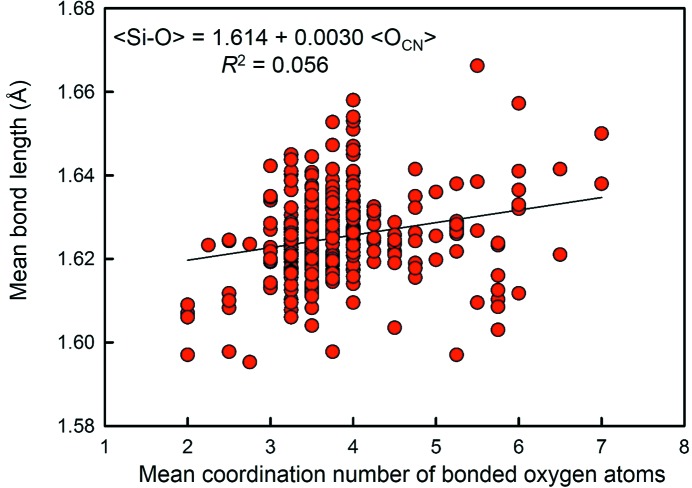 1.68
<Si-O> = 1.614 + 0.0030 <O_CN>
R² = 0.056
1.66
1.64
1.62
1.60
1.58
Mean bond length (Å)
1 2 3 4 5 6 7 8
Mean coordination number of bonded oxygen atoms